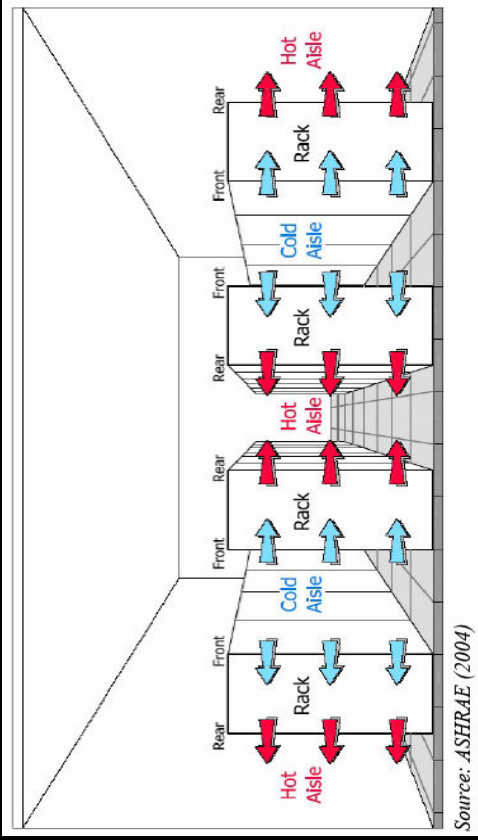 Rear Front Front Rear Rear Front Front Rear
Hot
Aisle
Rack
Cold
Aisle
Rack
Hot
Aisle
Rack
Cold
Aisle
Rack
Hot
Aisle
Source: ASHRAE (2004)